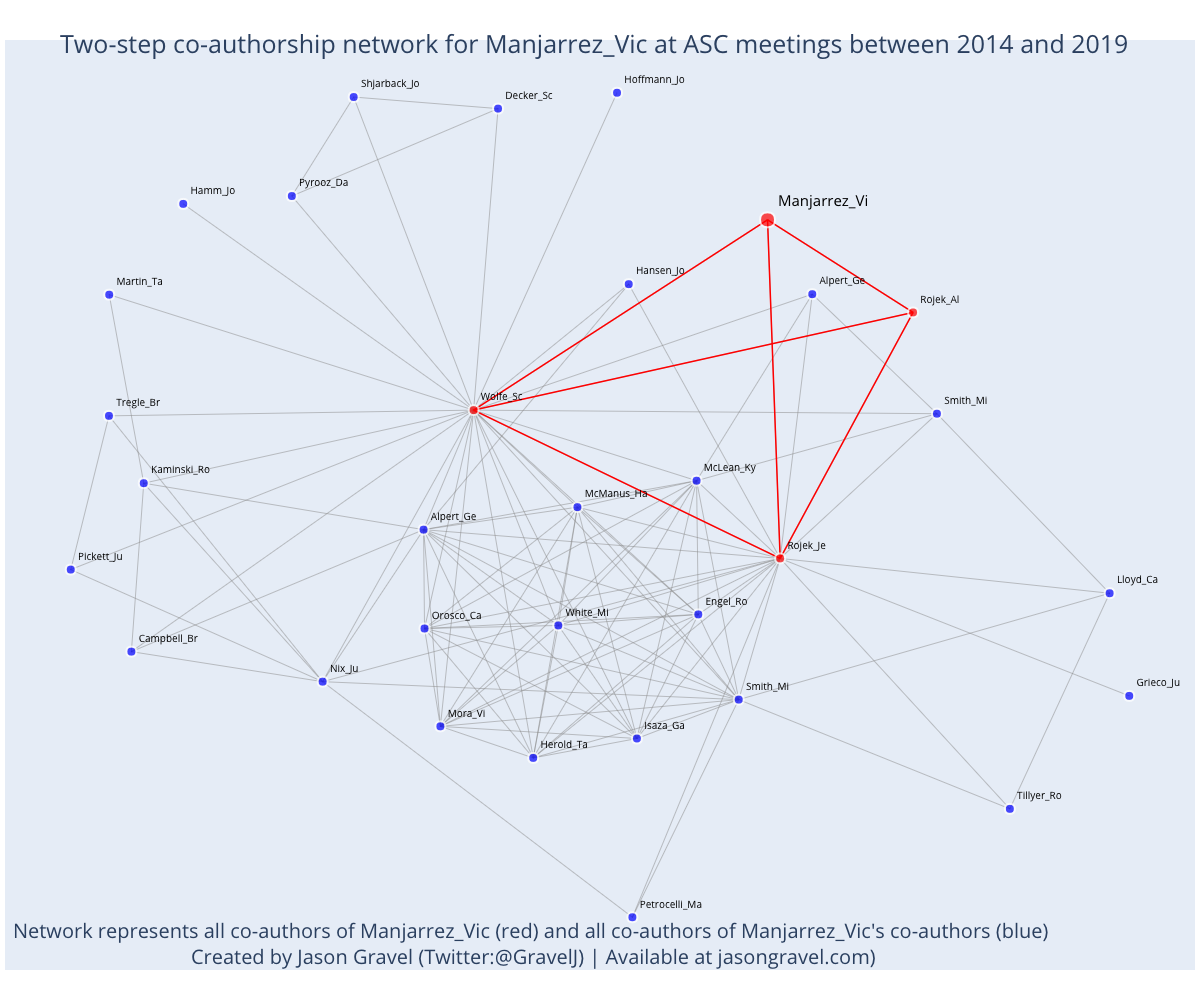 Two-step co-authorship network for Manjarrez_Vic at ASC meetings between 2014 and 2019
Shjarback_Jo
Hoffmann_Jo
Decker_Sc
Pyrooz_Da
Hamm_Jo
Manjarrez_Vi
Hansen_Jo
Martin_Ta
Alpert_Ge
Rojek_Al
Wolfe_Sc
Tregle_Br
Smith_Mi
Kaminski_Ro
McLean_Ky
McManus_Ha
Alpert_Ge
Rojek_Je
Pickett_Ju
Lloyd_Ca
Engel_Ro
Orosco_Ca
White_Mi
Campbell_Br
Nix_Ju
Grieco_Ju
Smith_Mi
Mora_Vi
Isaza_Ga
Herold_Ta
Tillyer_Ro
Petrocelli_Ma
Network represents all co-authors of Manjarrez_Vic (red) and all co-authors of Manjarrez_Vic's co-authors (blue)
Created by Jason Gravel (Twitter:@GravelJ) | Available at jasongravel.com)